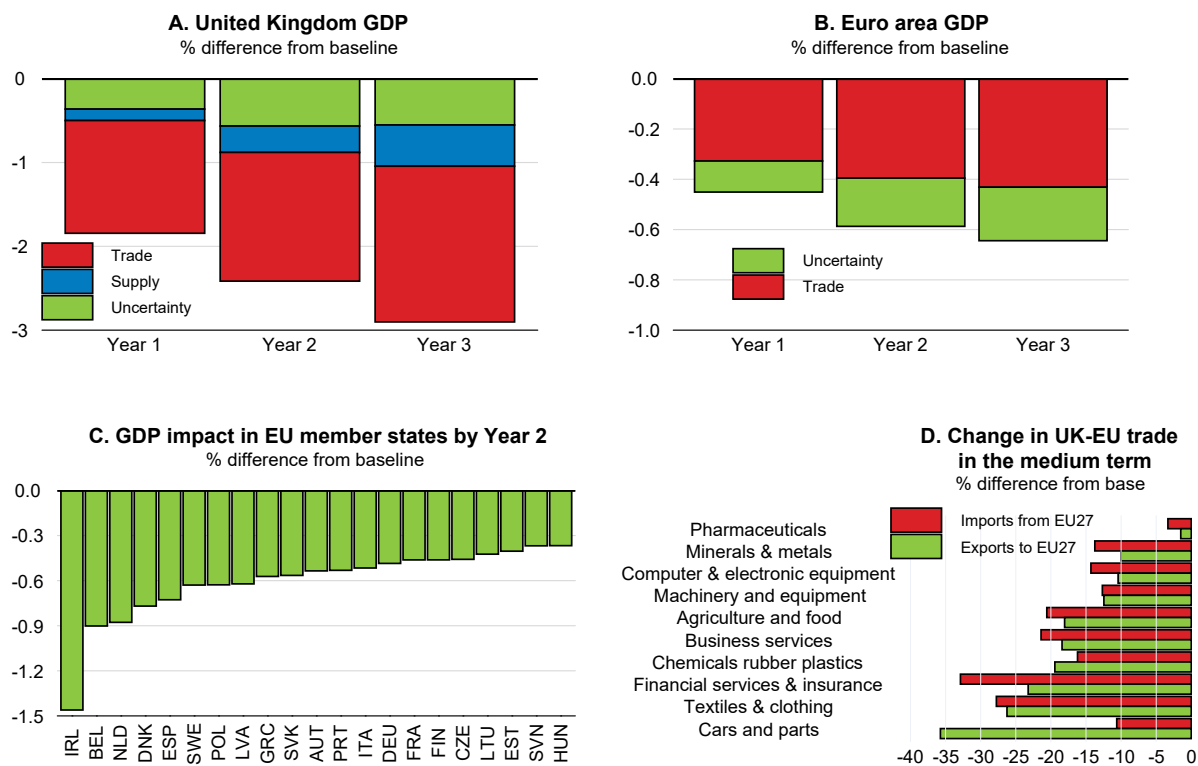 A. United Kingdom GDP
% difference from baseline
0
-1
-2
-3
Trade
Supply
Uncertainty
Year 1
Year 2
Year 3
B. Euro area GDP
% difference from baseline
0.0
-0.2
-0.4
-0.6
-0.8
-1.0
Uncertainty
Trade
Year 1
Year 2
Year 3
C. GDP impact in EU member states by Year 2
% difference from baseline
0.0
-0.3
-0.6
-0.9
-1.2
-1.5
IRL
BEL
NLD
DNK
ESP
SWE
POL
LVA
GRC
SVK
AUT
PRT
ITA
DEU
FRA
FIN
CZE
LTU
EST
SVN
HUN
D. Change in UK-EU trade
in the medium term
% difference from base
Imports from EU27
Exports to EU27
Pharmaceuticals
Minerals & metals
Computer & electronic equipment
Machinery and equipment
Agriculture and food
Business services
Chemicals rubber plastics
Financial services & insurance
Textiles & clothing
Cars and parts
-40 -35 -30 -25 -20 -15 -10 -5 0